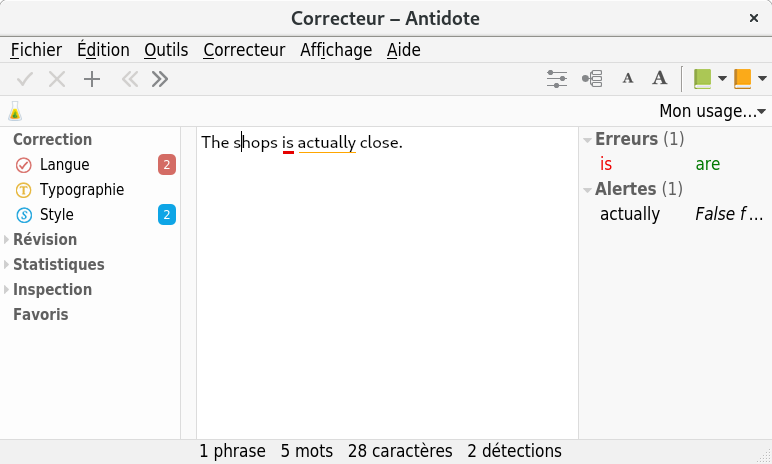 Correcteur – Antidote
Fichier Édition Outils Correcteur Affichage Aide
A A
Mon usage...
Correction
Langue 2
Typographie
Style 2
Révision
Statistiques
Inspection
Favoris
The shops is actually close.
Erreurs (1)
is are
Alertes (1)
actually False f...
1 phrase 5 mots 28 caractères 2 détections